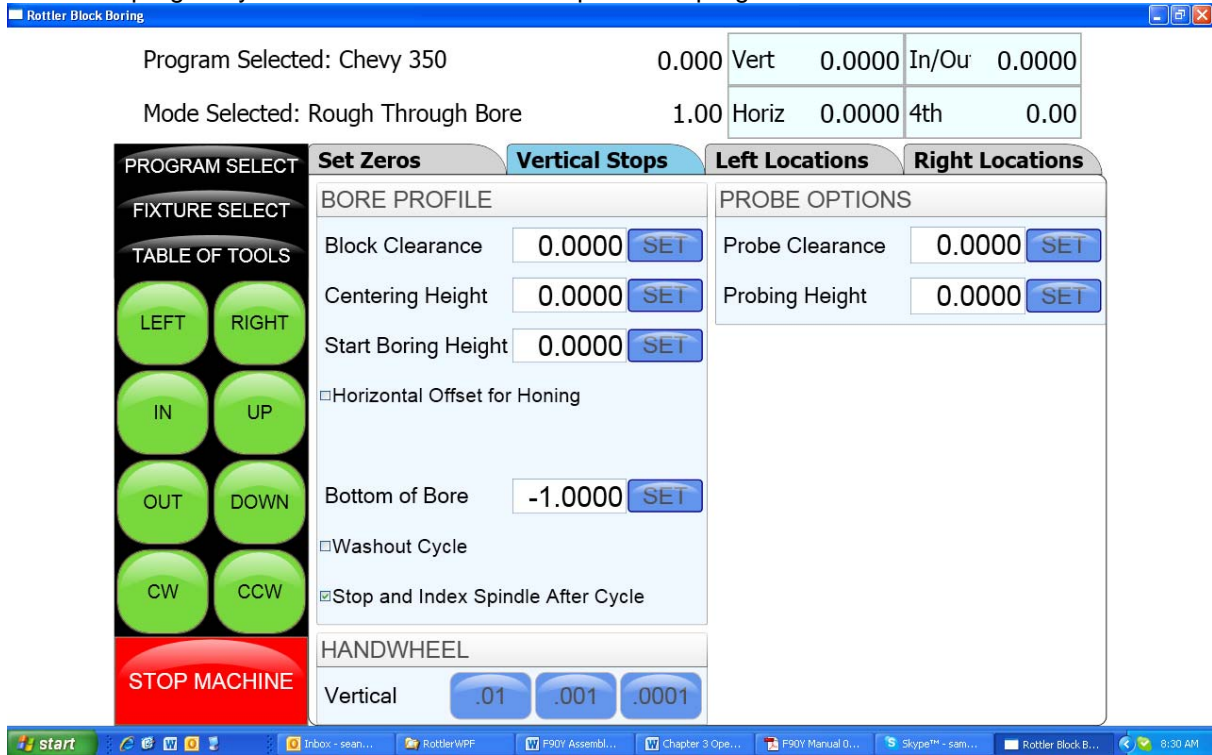 Rottler Block Boring
Program Selected: Chevy 350 0.000 Vert 0.0000 In/Ou 0.0000
Mode Selected: Rough Through Bore 1.00 Horiz 0.0000 4th 0.00
PROGRAM SELECT
FIXTURE SELECT
TABLE OF TOOLS
LEFT RIGHT
IN UP
OUT DOWN
CW CCW
STOP MACHINE
Set Zeros Vertical Stops Left Locations Right Locations
BORE PROFILE
Block Clearance 0.0000 SET
Centering Height 0.0000 SET
Start Boring Height 0.0000 SET
Horizontal Offset for Honing
Bottom of Bore -1.0000 SET
Washout Cycle
Stop and Index Spindle After Cycle
HANDWHEEL
Vertical .01 .001 .0001
PROBE OPTIONS
Probe Clearance 0.0000 SET
Probing Height 0.0000 SET
start Inbox - sean... RottlerWPF F90Y Assembl... Chapter 3 Ope... F90Y Manual 0... Skype™ - sam... Rottler Block B... 8:30 AM